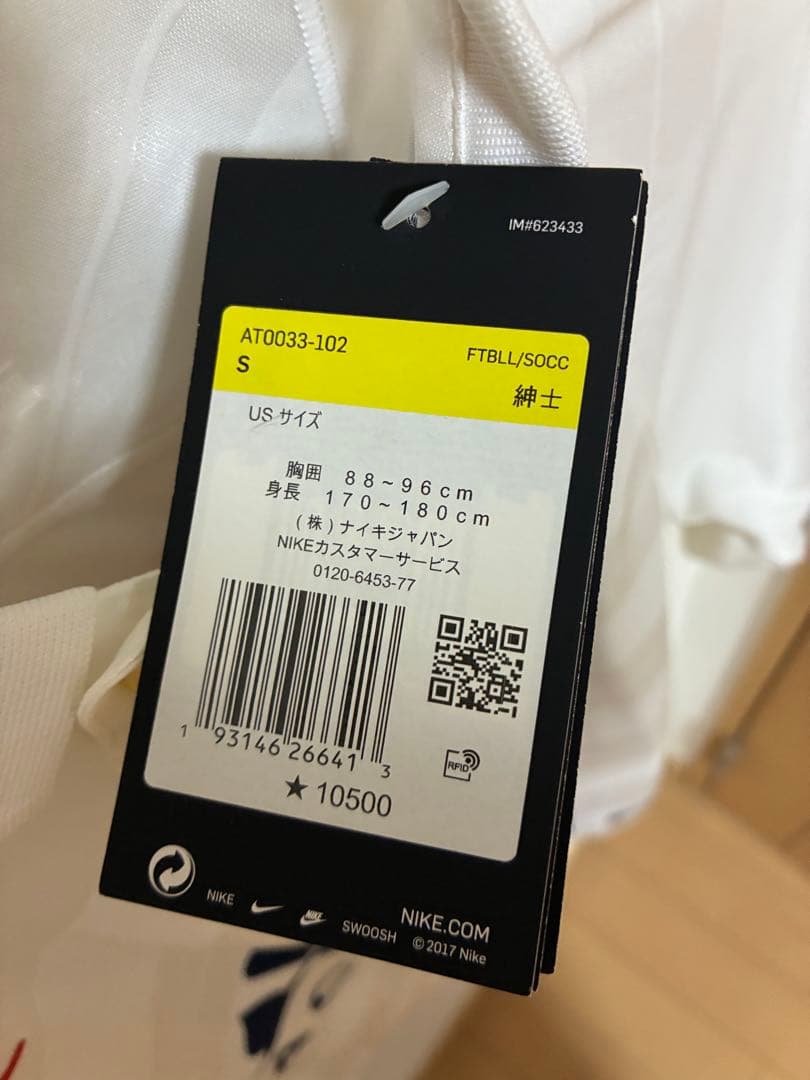 IM#623433
AT0033-102
FTBLL/SOCC
S
紳士
US サイズ
胸囲 88~96cm
身長 170~180cm
(株)ナイキジャパン
NIKEカスタマーサービス
0120-6453-77
1 93146 26641 3
RFID
★10500
NIKE NIKE SWOOSH
NIKE.COM
© 2017 Nike